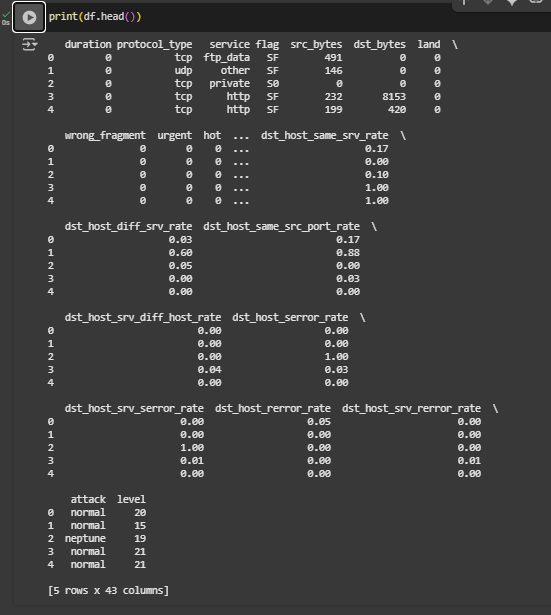 print(df.head())
0s
duration protocol_type service flag src_bytes dst_bytes land \
0 0 tcp ftp_data SF 491 0 0
1 0 udp other SF 146 0 0
2 0 tcp private S0 0 0 0
3 0 tcp http SF 232 8153 0
4 0 tcp http SF 199 420 0
wrong_fragment urgent hot ... dst_host_same_srv_rate \
0 0 0 0 ... 0.17
1 0 0 0 ... 0.00
2 0 0 0 ... 0.10
3 0 0 0 ... 1.00
4 0 0 0 ... 1.00
dst_host_diff_srv_rate dst_host_same_src_port_rate \
0 0.03 0.17
1 0.60 0.88
2 0.05 0.00
3 0.00 0.03
4 0.00 0.00
dst_host_srv_diff_host_rate dst_host_serror_rate \
0 0.00 0.00
1 0.00 0.00
2 0.00 1.00
3 0.04 0.03
4 0.00 0.00
dst_host_srv_serror_rate dst_host_rerror_rate dst_host_srv_rerror_rate \
0 0.00 0.05 0.00
1 0.00 0.00 0.00
2 1.00 0.00 0.00
3 0.01 0.00 0.01
4 0.00 0.00 0.00
attack level
0 normal 20
1 normal 15
2 neptune 19
3 normal 21
4 normal 21
[5 rows x 43 columns]